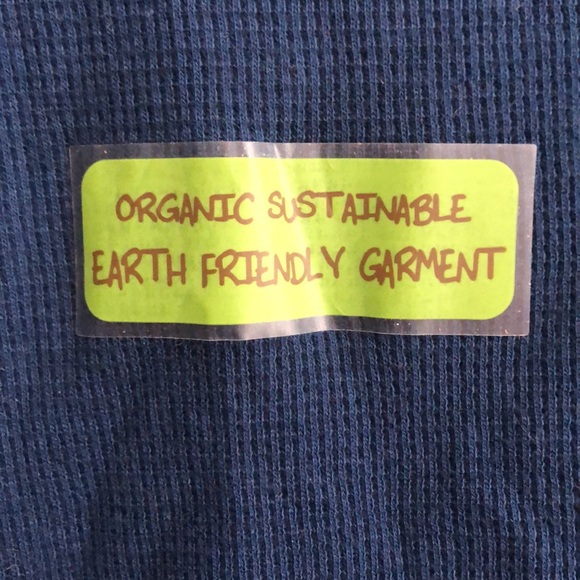 ORGANIC SUSTAINABLE
EARTH FRIENDLY GARMENT